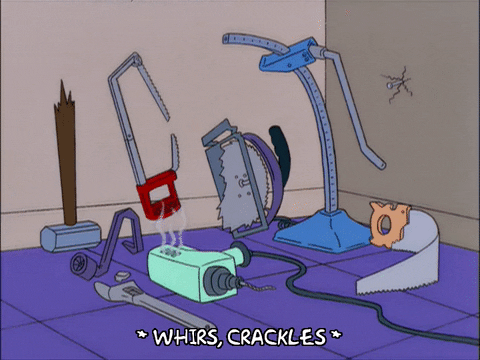 * WHIRS, CRACKLES *